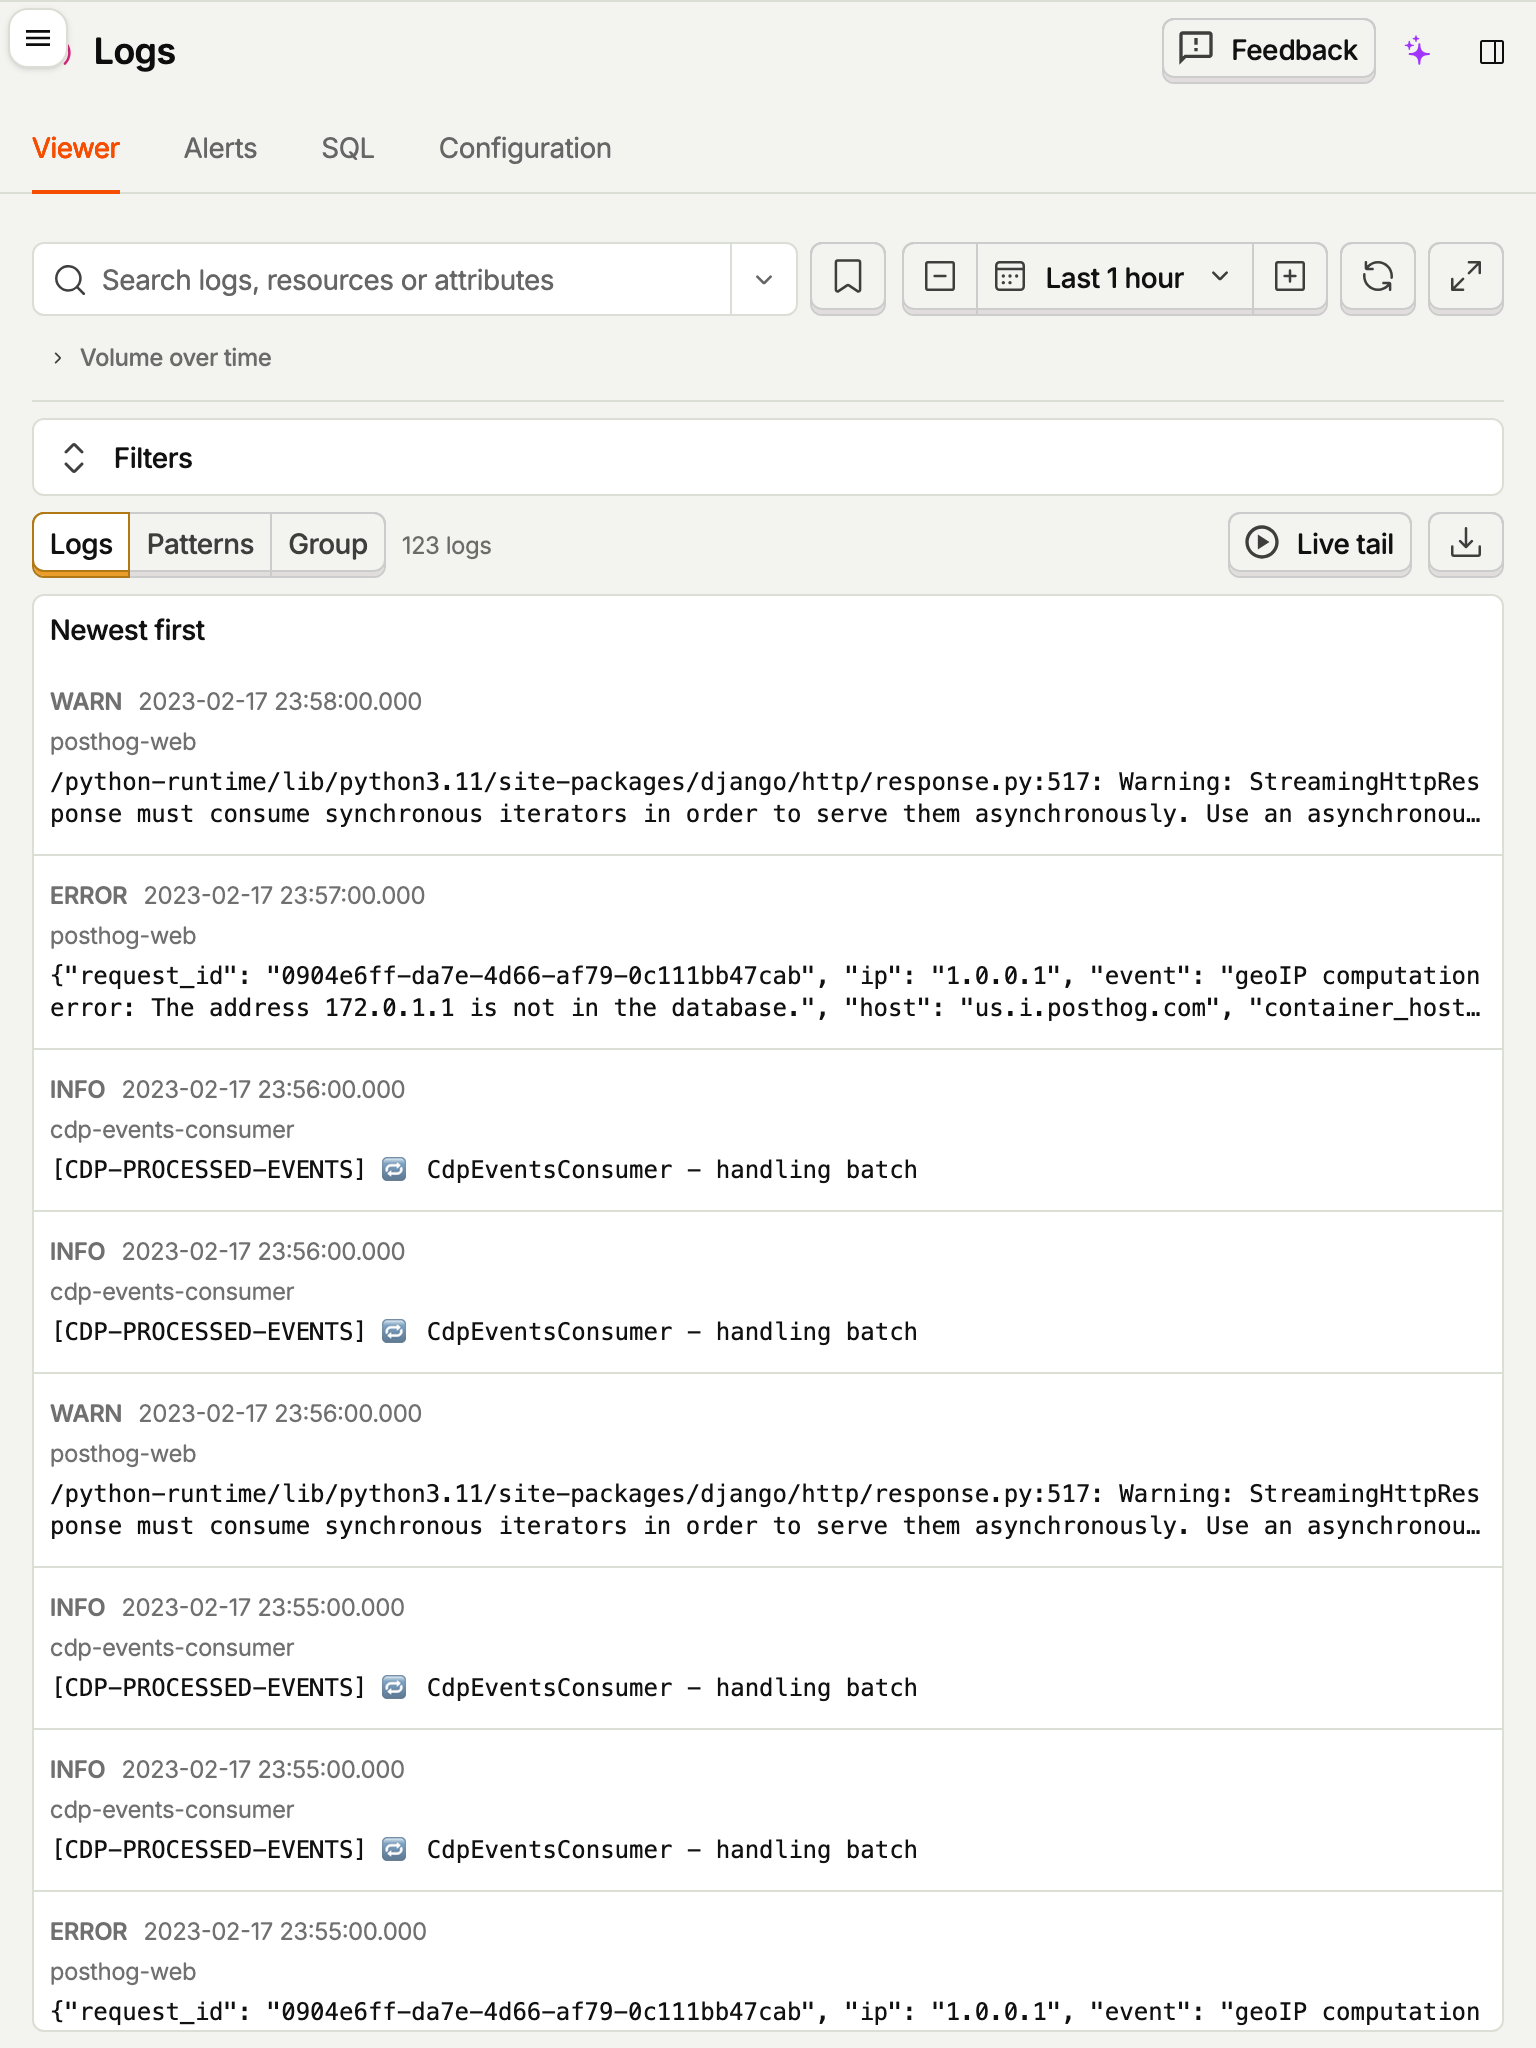 Logs
Feedback
Viewer
Alerts
SQL
Configuration
Search logs, resources or attributes
Last 1 hour
Volume over time
Filters
Logs
Patterns
Group
123 logs
Live tail
Newest first
WARN 2023-02-17 23:58:00.000
posthog-web
/python-runtime/lib/python3.11/site-packages/django/http/response.py:517: Warning: StreamingHttpRes
ponse must consume synchronous iterators in order to serve them asynchronously. Use an asynchronou…
ERROR 2023-02-17 23:57:00.000
posthog-web
{"request_id": "0904e6ff-da7e-4d66-af79-0c111bb47cab", "ip": "1.0.0.1", "event": "geoIP computation
error: The address 172.0.1.1 is not in the database.", "host": "us.i.posthog.com", "container_host…
INFO 2023-02-17 23:56:00.000
cdp-events-consumer
[CDP-PROCESSED-EVENTS] 🔁 CdpEventsConsumer - handling batch
INFO 2023-02-17 23:56:00.000
cdp-events-consumer
[CDP-PROCESSED-EVENTS] 🔁 CdpEventsConsumer - handling batch
WARN 2023-02-17 23:56:00.000
posthog-web
/python-runtime/lib/python3.11/site-packages/django/http/response.py:517: Warning: StreamingHttpRes
ponse must consume synchronous iterators in order to serve them asynchronously. Use an asynchronou…
INFO 2023-02-17 23:55:00.000
cdp-events-consumer
[CDP-PROCESSED-EVENTS] 🔁 CdpEventsConsumer - handling batch
INFO 2023-02-17 23:55:00.000
cdp-events-consumer
[CDP-PROCESSED-EVENTS] 🔁 CdpEventsConsumer - handling batch
ERROR 2023-02-17 23:55:00.000
posthog-web
{"request_id": "0904e6ff-da7e-4d66-af79-0c111bb47cab", "ip": "1.0.0.1", "event": "geoIP computation